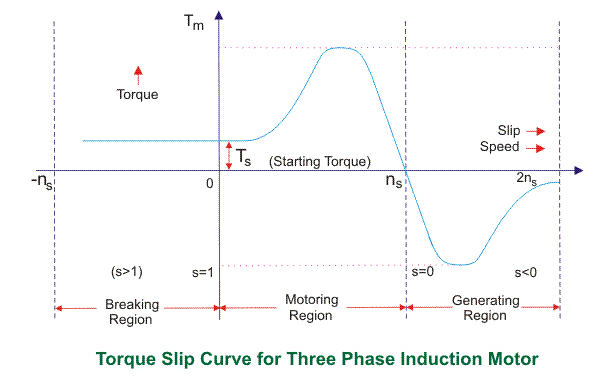 Tm
Torque
Slip
Speed
Ts
(Starting Torque)
-ns
0
ns
2ns
(s>1)
s=1
s=0
s<0
Breaking
Region
Motoring
Region
Generating
Region
Torque Slip Curve for Three Phase Induction Motor